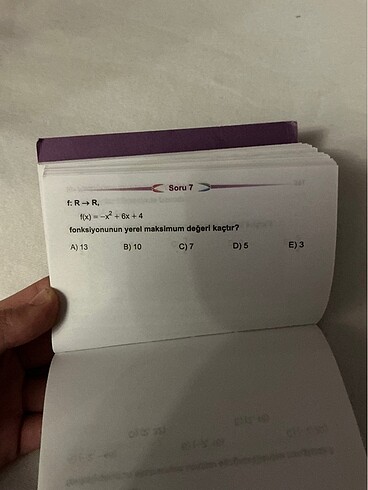 Soru 7
f: R → R,
f(x) = –x² + 6x + 4
fonksiyonunun yerel maksimum değeri kaçtır?
A) 13 B) 10 C) 7 D) 5 E) 3